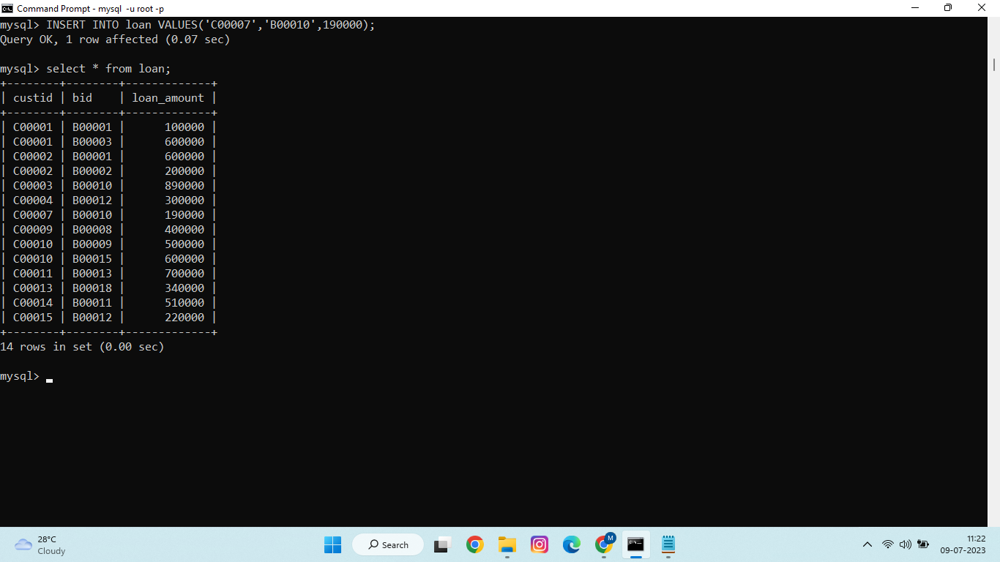 Command Prompt - mysql -u root -p
mysql> INSERT INTO loan VALUES('C00007','B00010',190000);
Query OK, 1 row affected (0.07 sec)
mysql> select * from loan;
+--------+--------+-------------+
| custid | bid    | loan_amount |
+--------+--------+-------------+
| C00001 | B00001 |      100000 |
| C00001 | B00003 |      600000 |
| C00002 | B00001 |      600000 |
| C00002 | B00002 |      200000 |
| C00003 | B00010 |      890000 |
| C00004 | B00012 |      300000 |
| C00007 | B00010 |      190000 |
| C00009 | B00008 |      400000 |
| C00010 | B00009 |      500000 |
| C00010 | B00015 |      600000 |
| C00011 | B00013 |      700000 |
| C00013 | B00018 |      340000 |
| C00014 | B00011 |      510000 |
| C00015 | B00012 |      220000 |
+--------+--------+-------------+
14 rows in set (0.00 sec)
mysql>
28°C
Cloudy
Search
M
11:22
09-07-2023